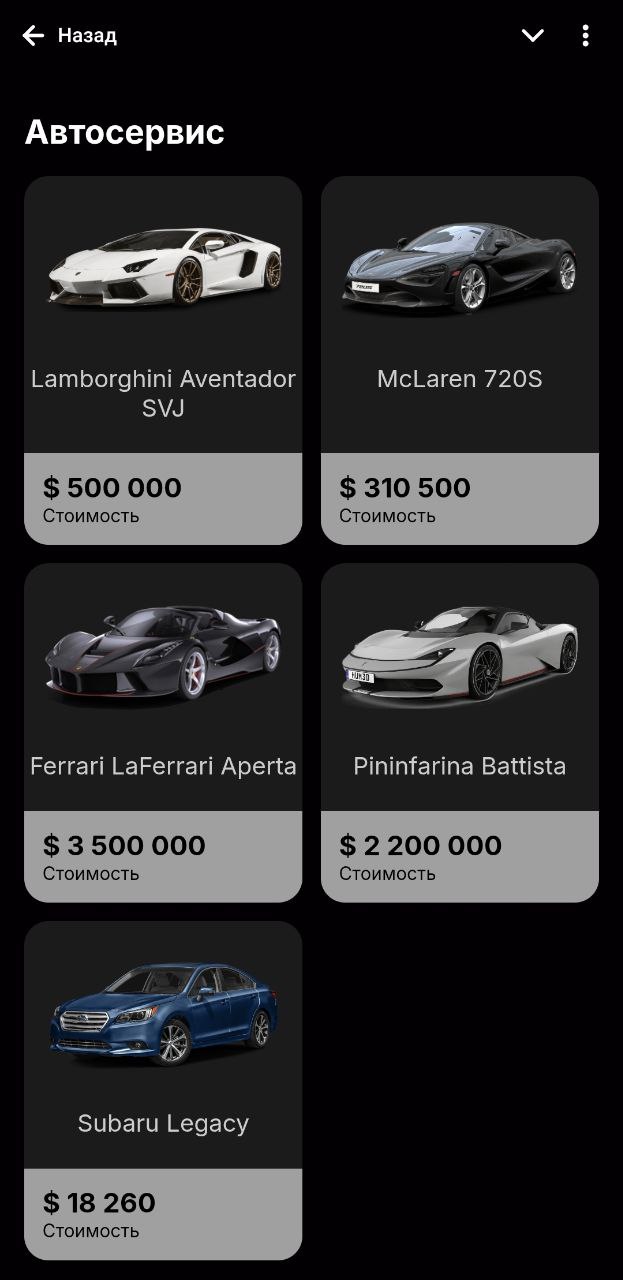 Назад
Автосервис
Lamborghini Aventador
SVJ
McLaren 720S
$ 500 000
Стоимость
$ 310 500
Стоимость
Ferrari LaFerrari Aperta
Pininfarina Battista
$ 3 500 000
Стоимость
$ 2 200 000
Стоимость
Subaru Legacy
$ 18 260
Стоимость